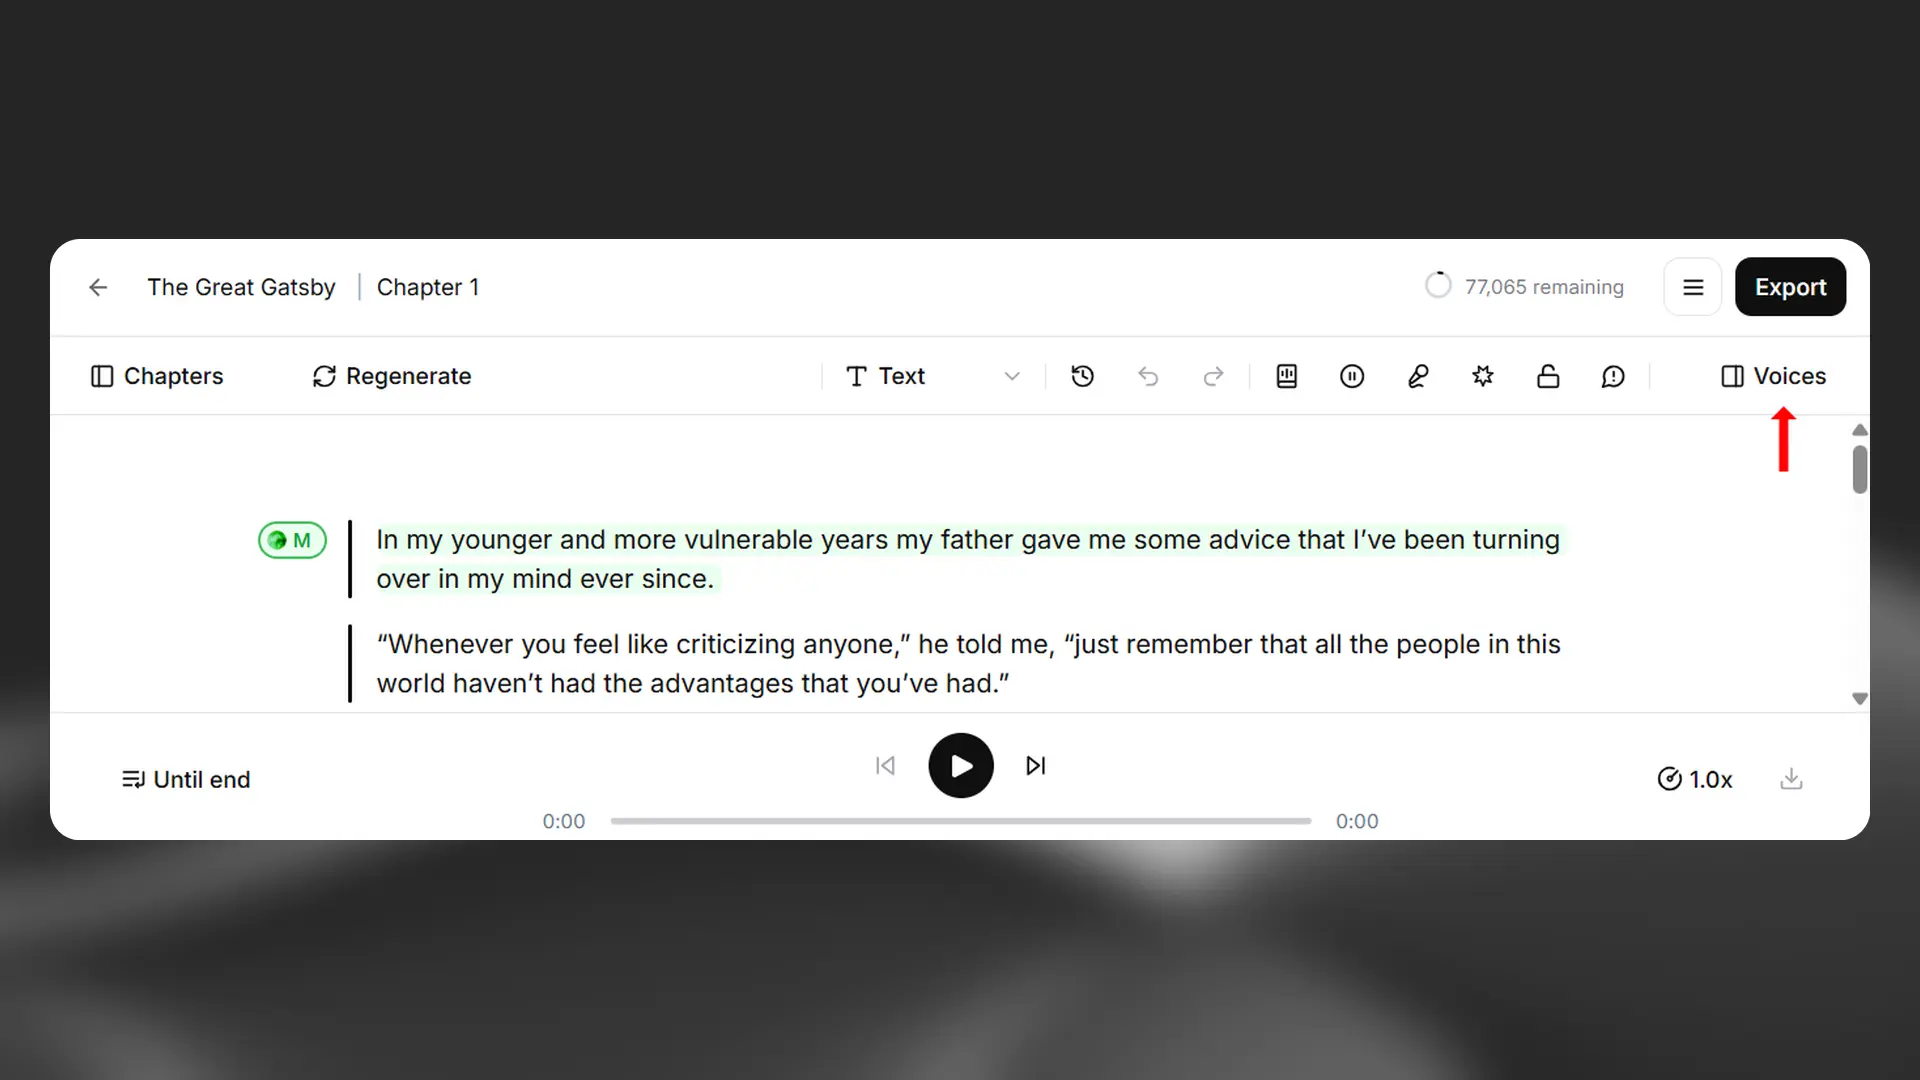 The Great Gatsby
Chapter 1
77,065 remaining
Export
Chapters
Regenerate
Text
Voices
M
In my younger and more vulnerable years my father gave me some advice that I’ve been turning
over in my mind ever since.
“Whenever you feel like criticizing anyone,” he told me, “just remember that all the people in this
world haven’t had the advantages that you’ve had.”
Until end
1.0x
0:00
0:00